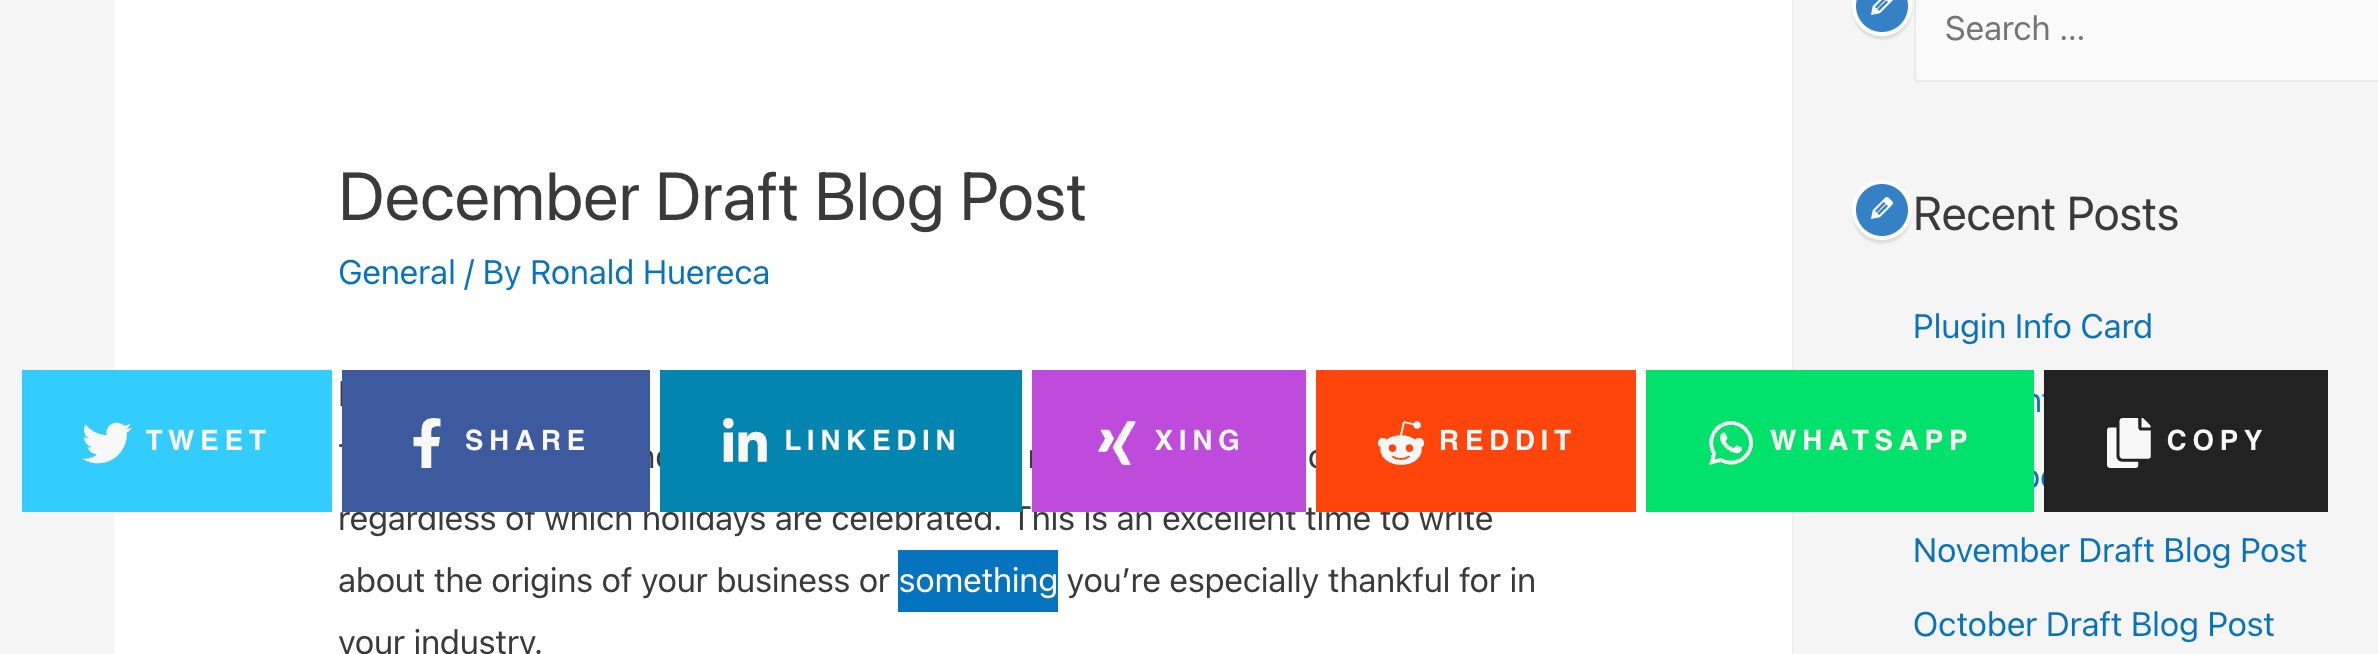 Search ...
December Draft Blog Post
General / By Ronald Huereca
Recent Posts
Plugin Info Card
TWEET
SHARE
LINKEDIN
XING
REDDIT
WHATSAPP
COPY
regardless of which holidays are celebrated. This is an excellent time to write
about the origins of your business or something you’re especially thankful for in
your industry.
November Draft Blog Post
October Draft Blog Post